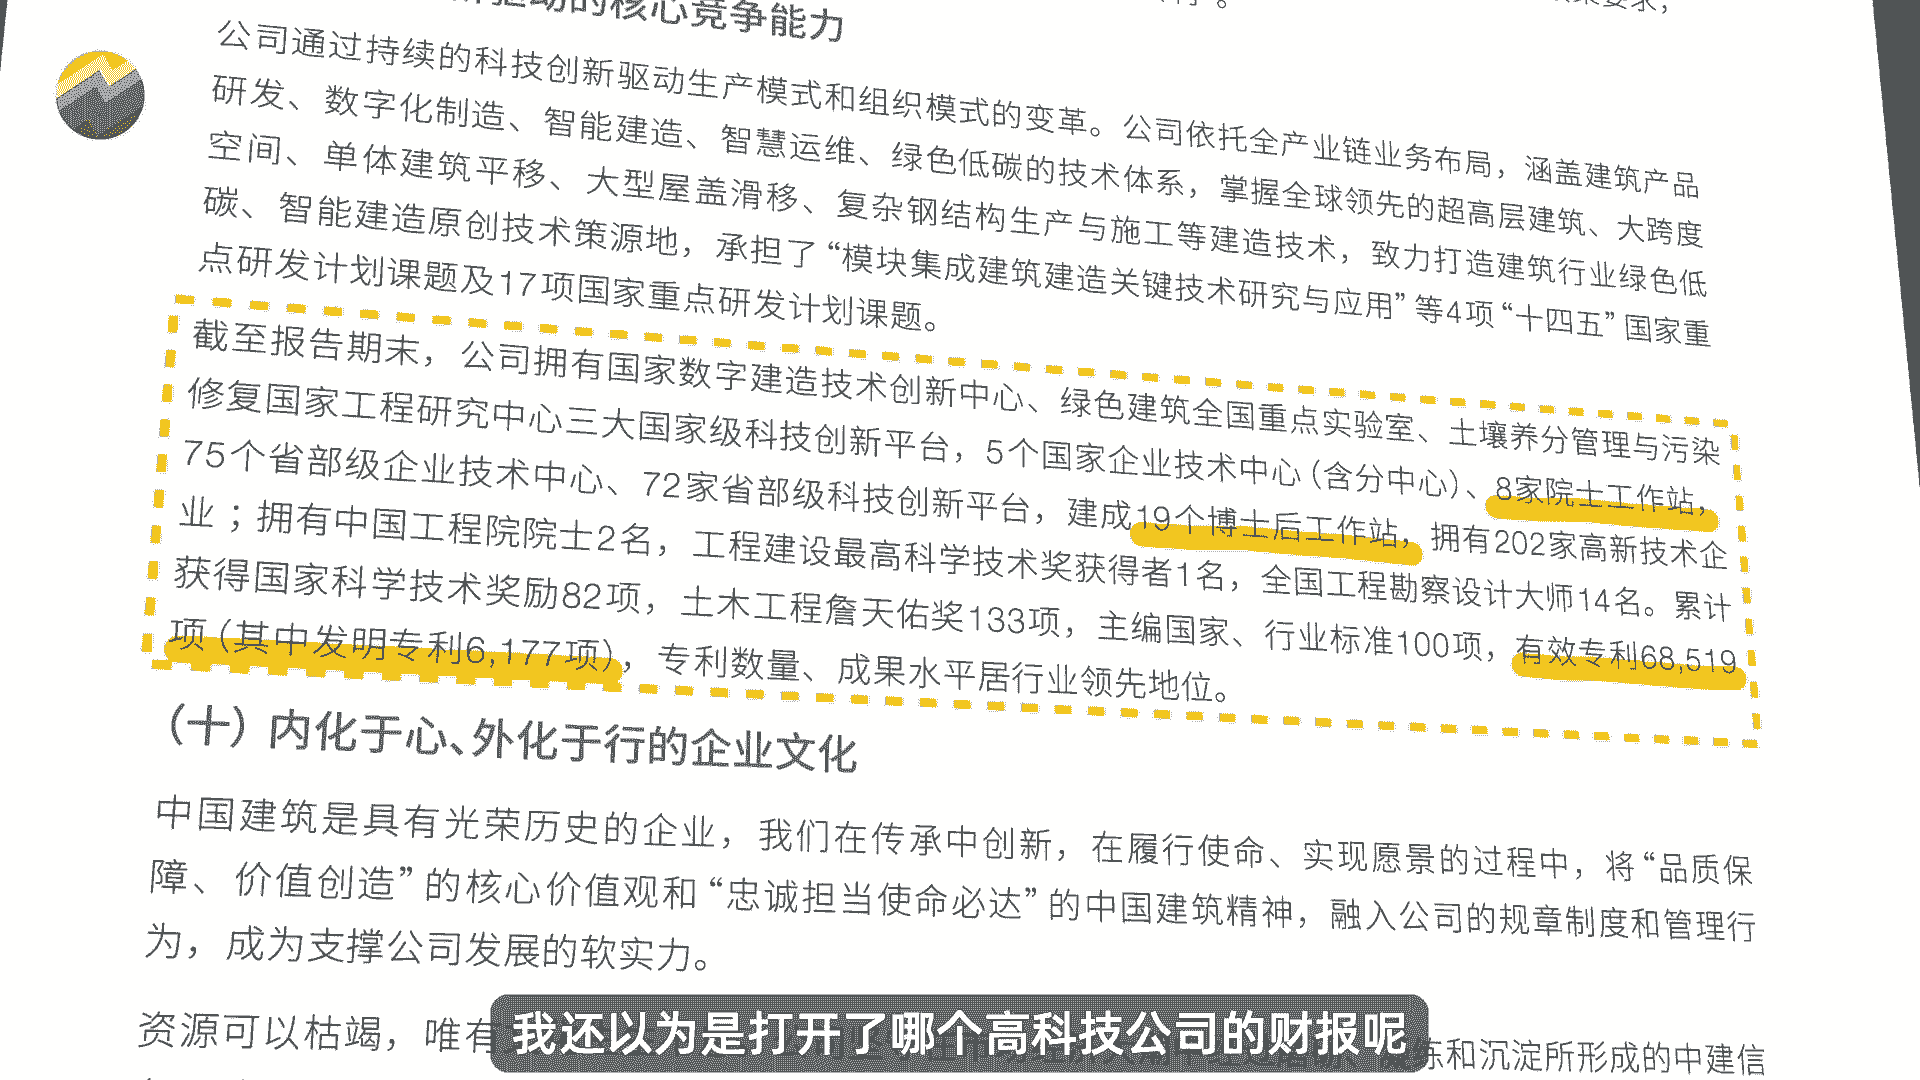 驱动的核心竞争能力
公司通过持续的科技创新驱动生产模式和组织模式的变革。公司依托全产业链业务布局，涵盖建筑产品
研发、数字化制造、智能建造、智慧运维、绿色低碳的技术体系，掌握全球领先的超高层建筑、大跨度
空间、单体建筑平移、大型屋盖滑移、复杂钢结构生产与施工等建造技术，致力打造建筑行业绿色低
碳、智能建造原创技术策源地，承担了“模块集成建筑建造关键技术研究与应用”等4项“十四五”国家重
点研发计划课题及17项国家重点研发计划课题。
截至报告期末，公司拥有国家数字建造技术创新中心、绿色建筑全国重点实验室、土壤养分管理与污染
修复国家工程研究中心三大国家级科技创新平台，5个国家企业技术中心（含分中心）、8家院士工作站，
75个省部级企业技术中心、72家省部级科技创新平台，建成19个博士后工作站，拥有202家高新技术企
业；拥有中国工程院院士2名，工程建设最高科学技术奖获得者1名，全国工程勘察设计大师14名。累计
获得国家科学技术奖励82项，土木工程詹天佑奖133项，主编国家、行业标准100项，有效专利68,519
项（其中发明专利6,177项），专利数量、成果水平居行业领先地位。
（十）内化于心、外化于行的企业文化
中国建筑是具有光荣历史的企业，我们在传承中创新，在履行使命、实现愿景的过程中，将“品质保
障、价值创造”的核心价值观和“忠诚担当使命必达”的中国建筑精神，融入公司的规章制度和管理行
为，成为支撑公司发展的软实力。
资源可以枯竭，唯有
和沉淀所形成的中建信
我还以为是打开了哪个高科技公司的财报呢